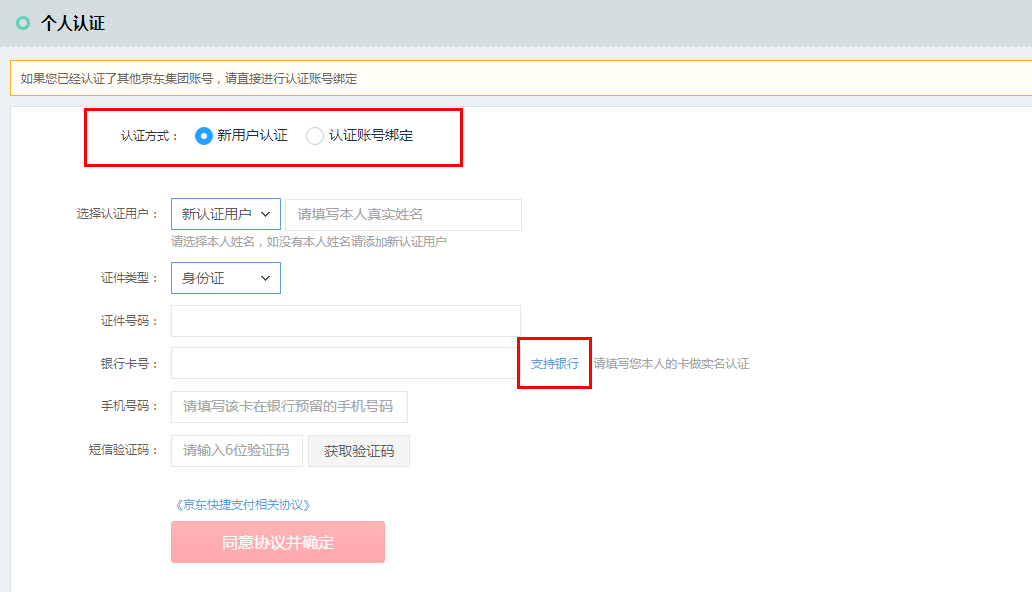 个人认证
如果您已经认证了其他京东集团账号，请直接进行认证账号绑定
认证方式： 新用户认证 认证账号绑定
选择认证用户： 新认证用户 请填写本人真实姓名
请选择本人姓名，如没有本人姓名请添加新认证用户
证件类型： 身份证
证件号码：
银行卡号： 支持银行 请填写您本人的卡做实名认证
手机号码： 请填写该卡在银行预留的手机号码
短信验证码： 请输入6位验证码 获取验证码
《京东快捷支付相关协议》
同意协议并确定